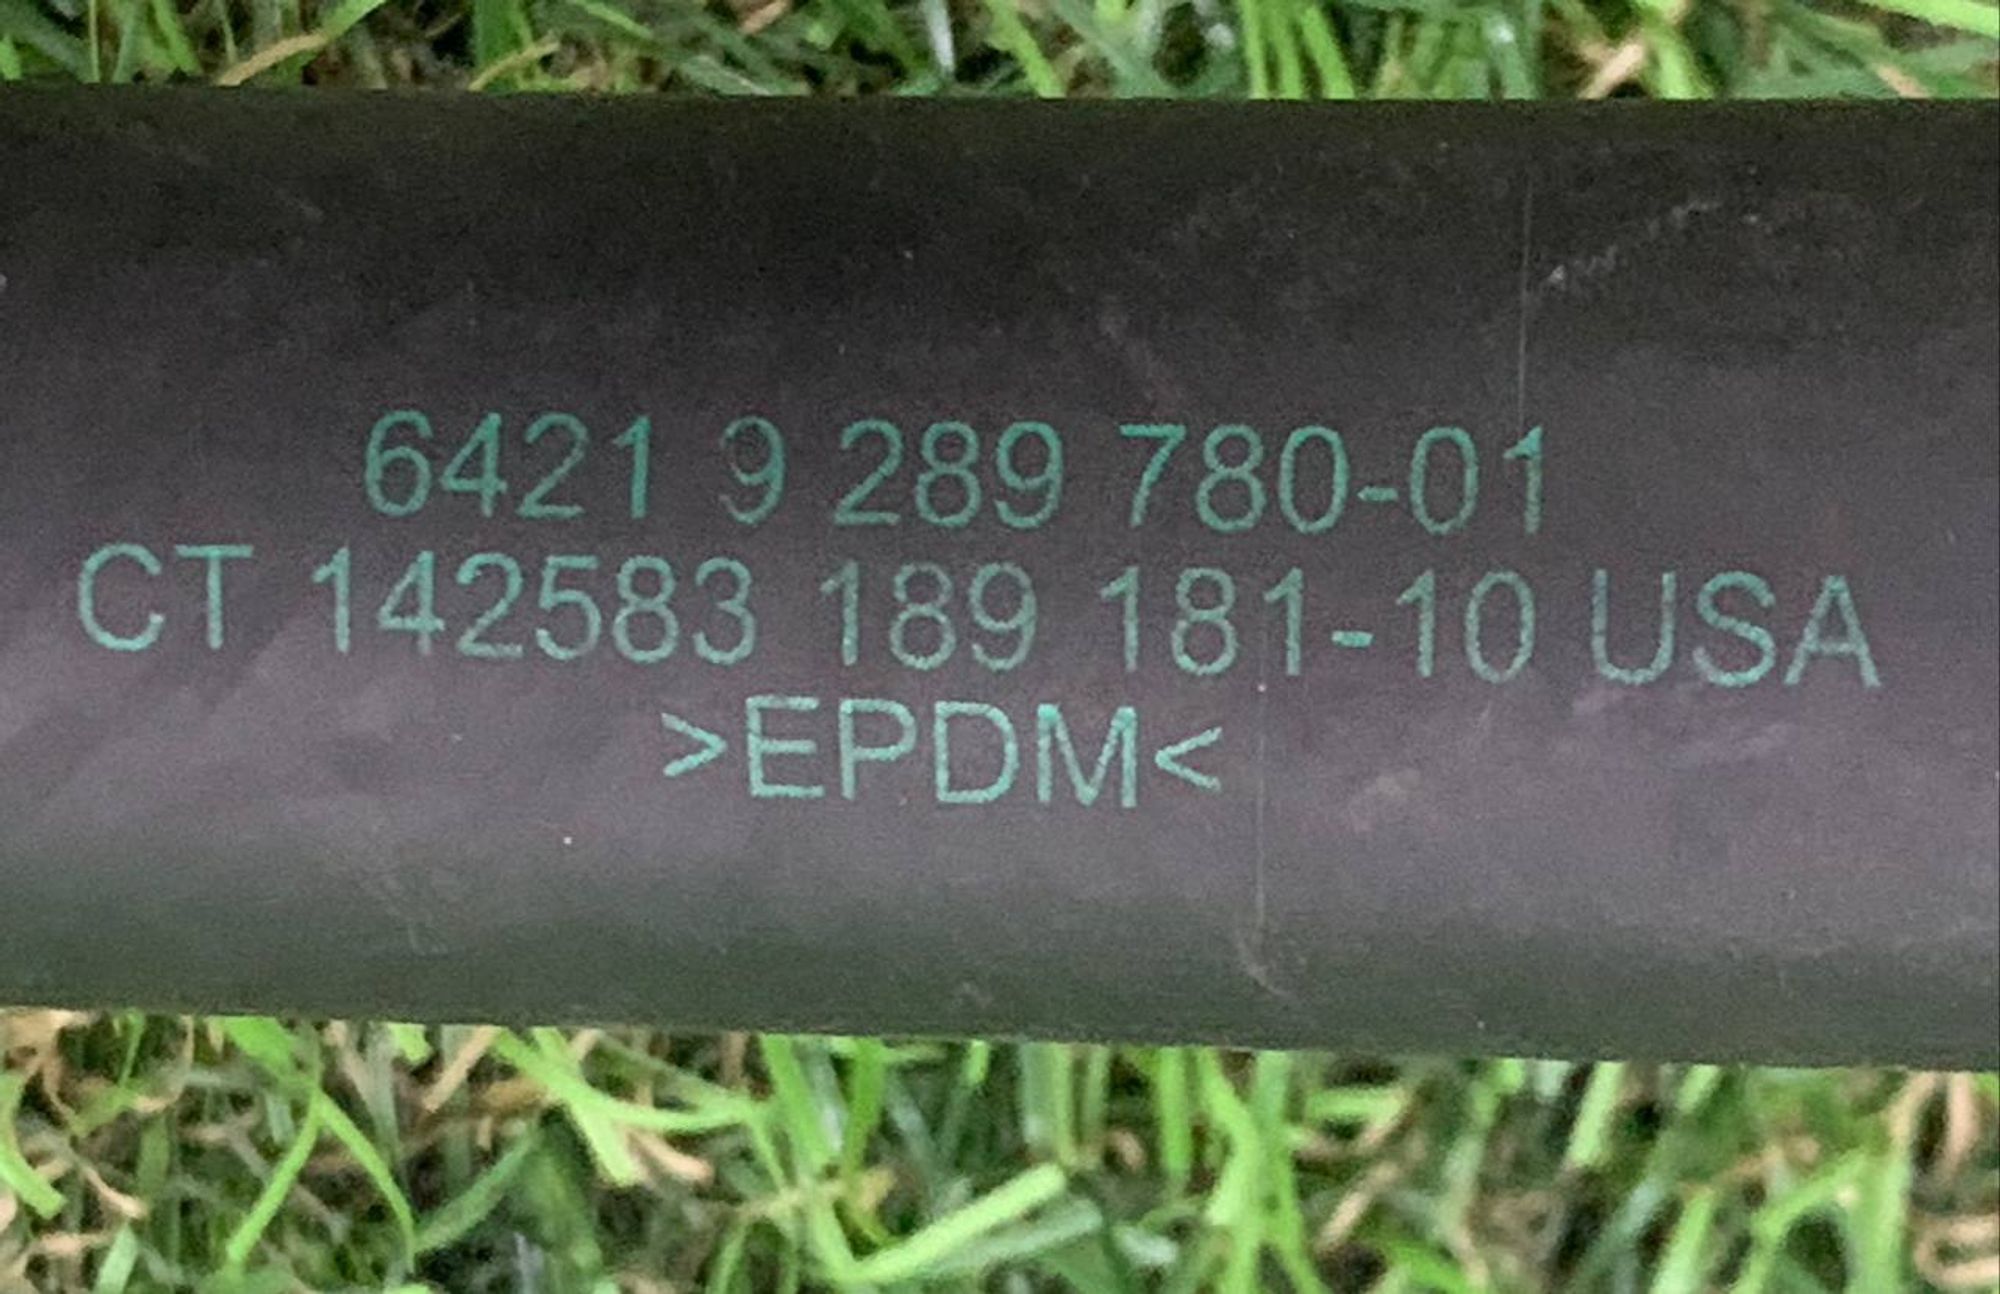 6421 9 289 780-01
CT 142583 189 181-10 USA
>EPDM<